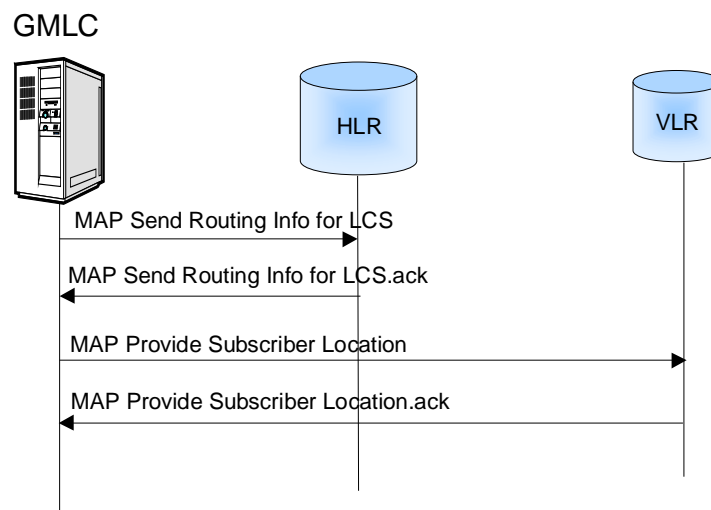 GMLC
HLR
VLR
MAP Send Routing Info for LCS
MAP Send Routing Info for LCS.ack
MAP Provide Subscriber Location
MAP Provide Subscriber Location.ack